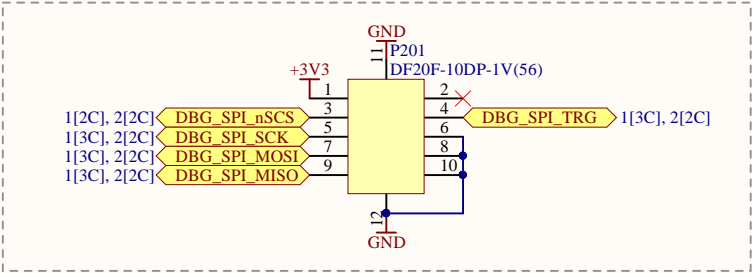 GND
11
P201
DF20F-10DP-1V(56)
+3V3
1
2
1[2C], 2[2C] DBG_SPI_nSCS 3
4 DBG_SPI_TRG 1[3C], 2[2C]
1[3C], 2[2C] DBG_SPI_SCK 5
6
1[3C], 2[2C] DBG_SPI_MOSI 7
8
1[3C], 2[2C] DBG_SPI_MISO 9
10
12
GND